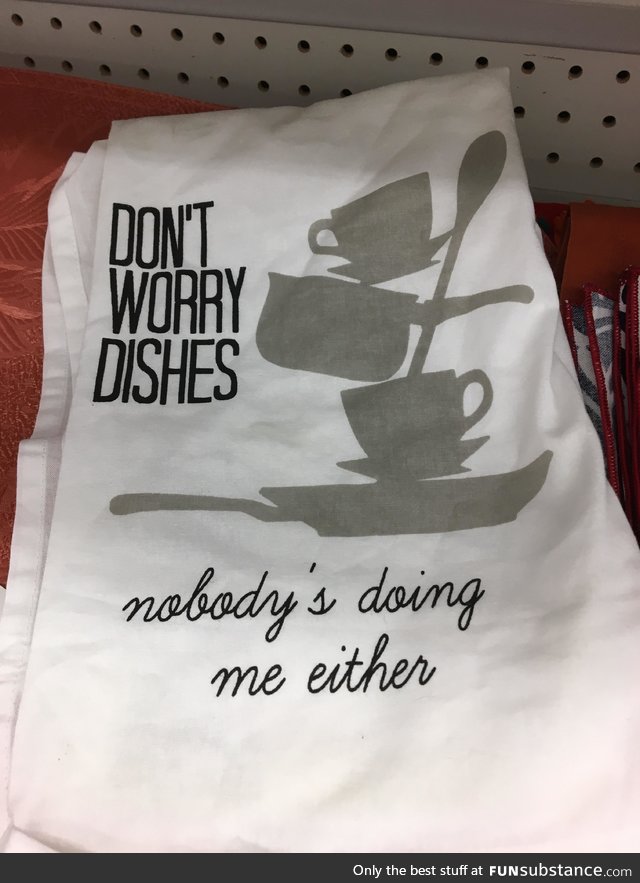 DON'T
WORRY
DISHES
nobody's doing
me either
Only the best stuff at FUNsubstance.com